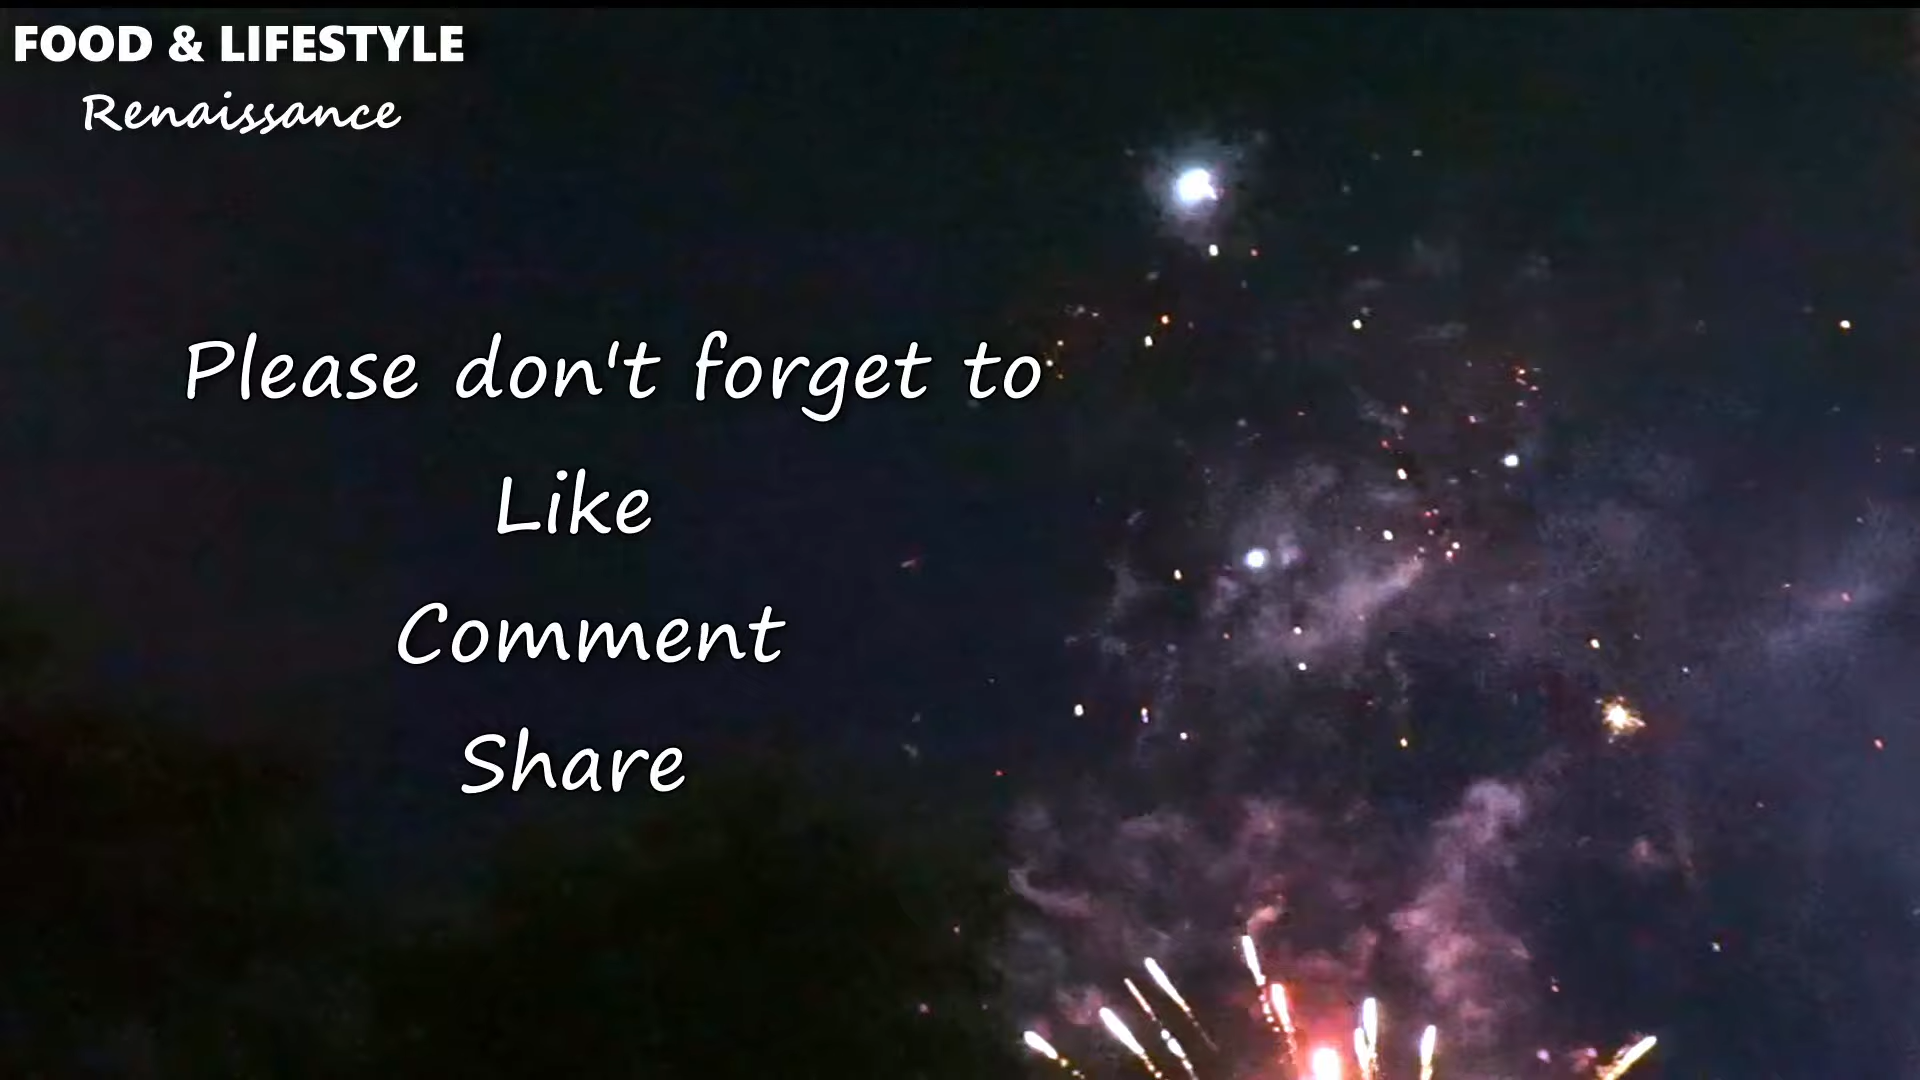 FOOD & LIFESTYLE
Renaissance
Please don't forget to
Like
Comment
Share